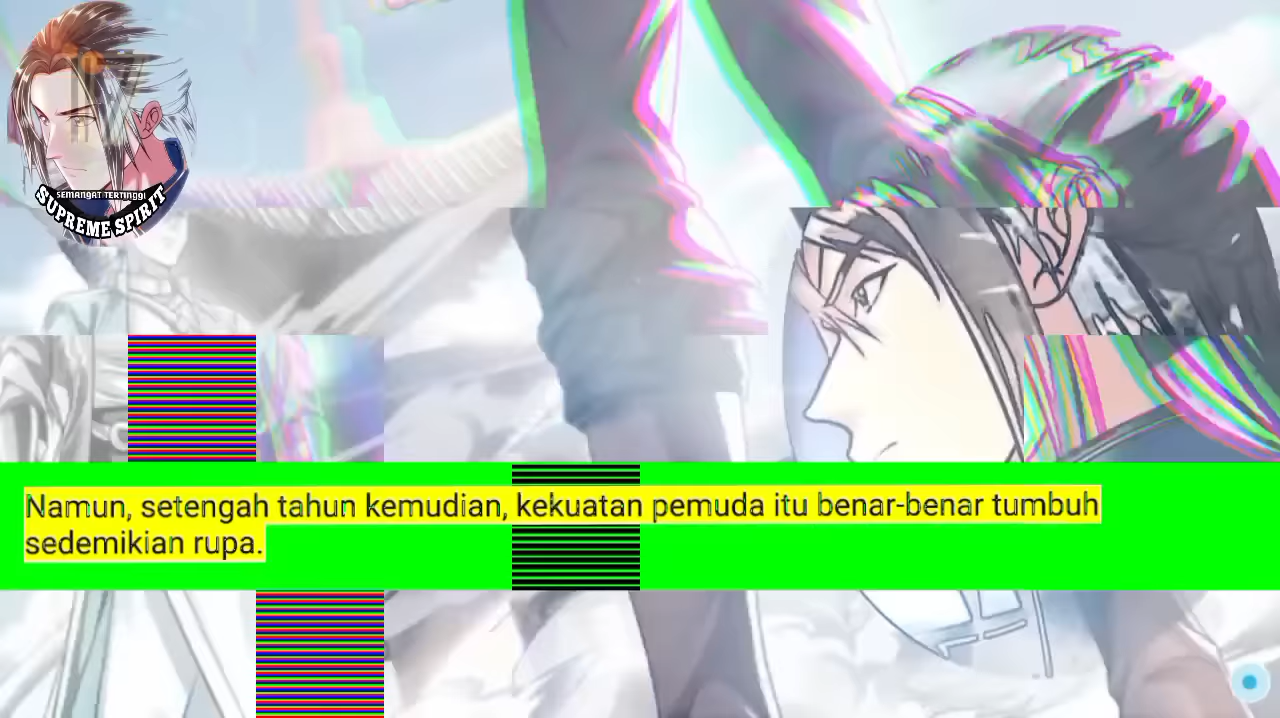 SEMANGAT TERTINGGI
SUPREME SPIRIT
Namun, setengah tahun kemudian, kekuatan pemuda itu benar-benar tumbuh
sedemikian rupa.